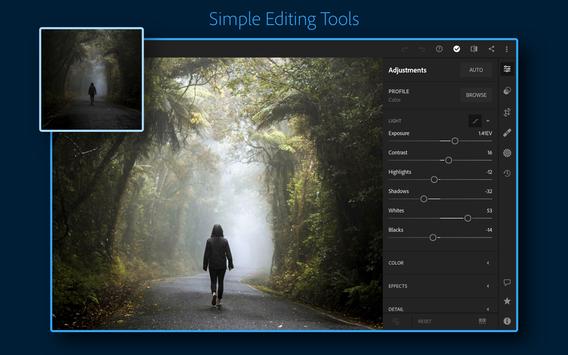 Simple Editing Tools
Adjustments
AUTO
PROFILE
Color
BROWSE
LIGHT
Exposure 1.41EV
Contrast 16
Highlights -12
Shadows -32
Whites 53
Blacks -14
COLOR
EFFECTS
DETAIL
RESET